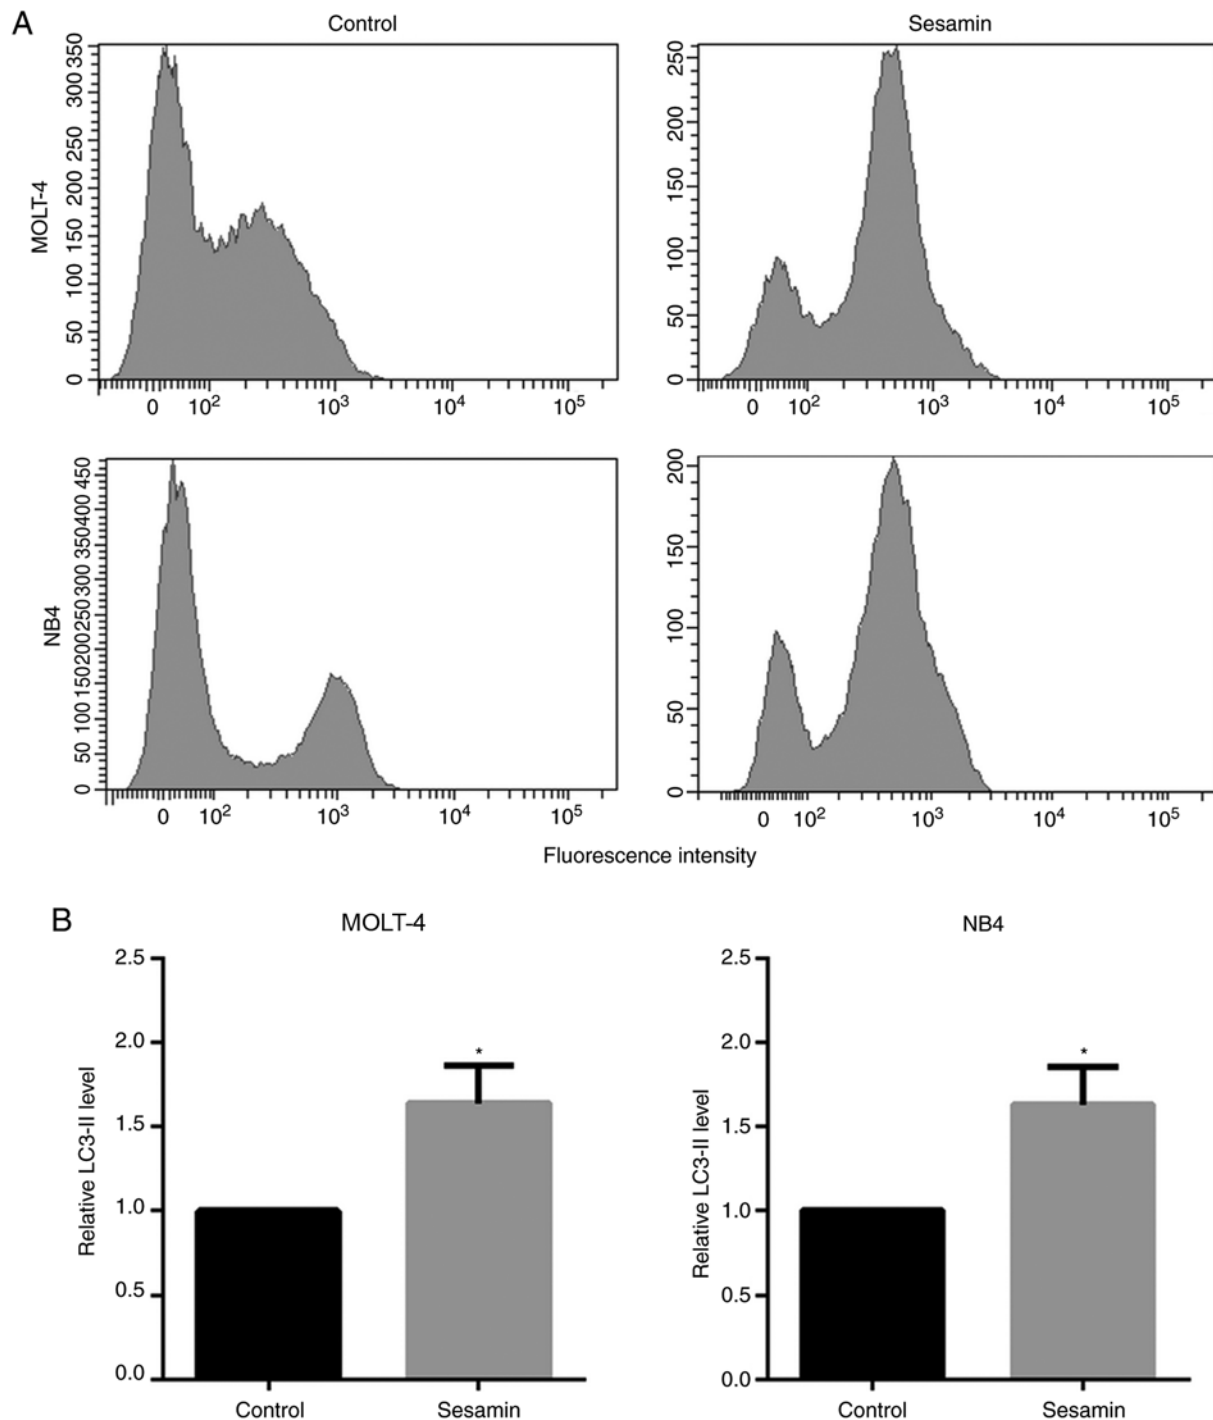 A
Control
Sesamin
MOLT-4
350
300
250
200
150
100
50
0
0 10² 10³ 10⁴ 10⁵
250
200
150
100
50
0
0 10² 10³ 10⁴ 10⁵
NB4
450
400
350
300
250
200
150
100
50
0
0 10² 10³ 10⁴ 10⁵
200
150
100
50
0
0 10² 10³ 10⁴ 10⁵
Fluorescence intensity
B
MOLT-4
Relative LC3-II level
2.5
2.0
1.5
1.0
0.5
0.0
*
Control Sesamin
NB4
Relative LC3-II level
2.5
2.0
1.5
1.0
0.5
0.0
*
Control Sesamin